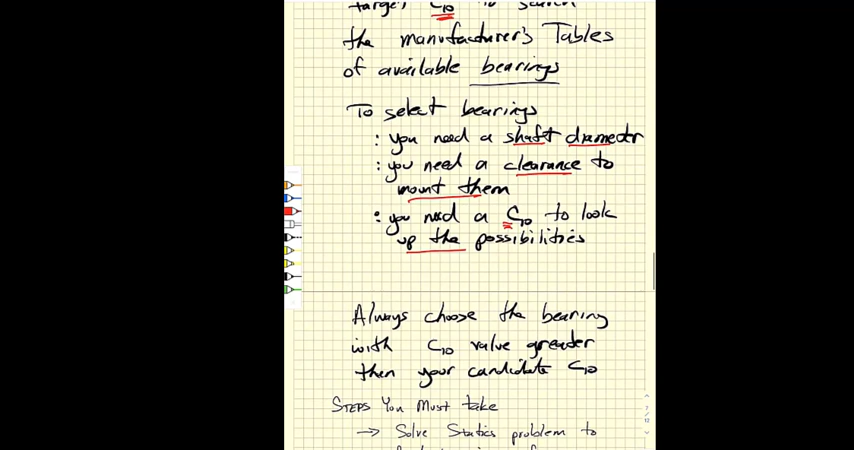 target C10 to search
the manufacturer's Tables
of available bearings
To select bearings
: you need a shaft diameter
: you need a clearance to
mount them
: you need a C10 to look
up the possibilities
Always choose the bearing
with C10 value greader
then your candidate C10
STEPS You Must take
→ Solve Statics problem to